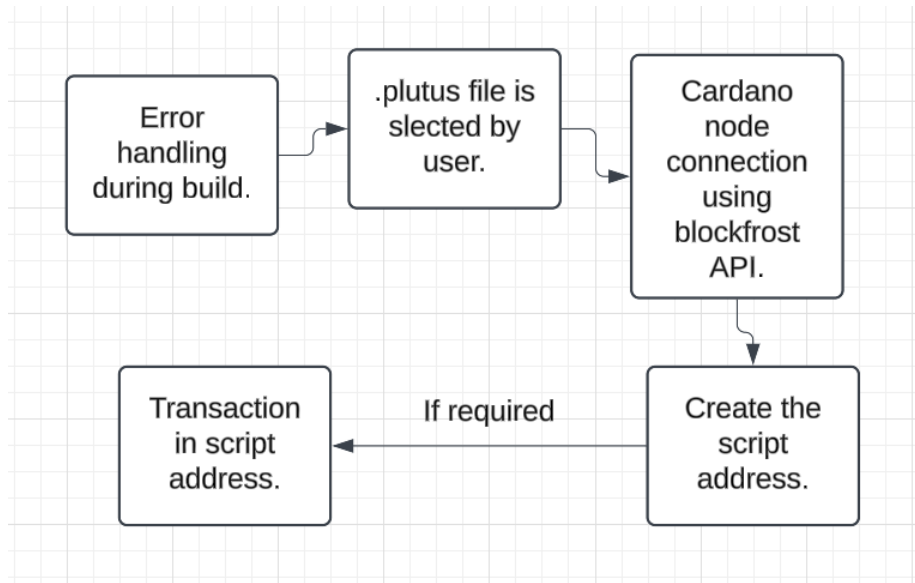 Error
handling
during build.
.plutus file is
slected by
user.
Cardano
node
connection
using
blockfrost
API.
Create the
script
address.
If required
Transaction
in script
address.